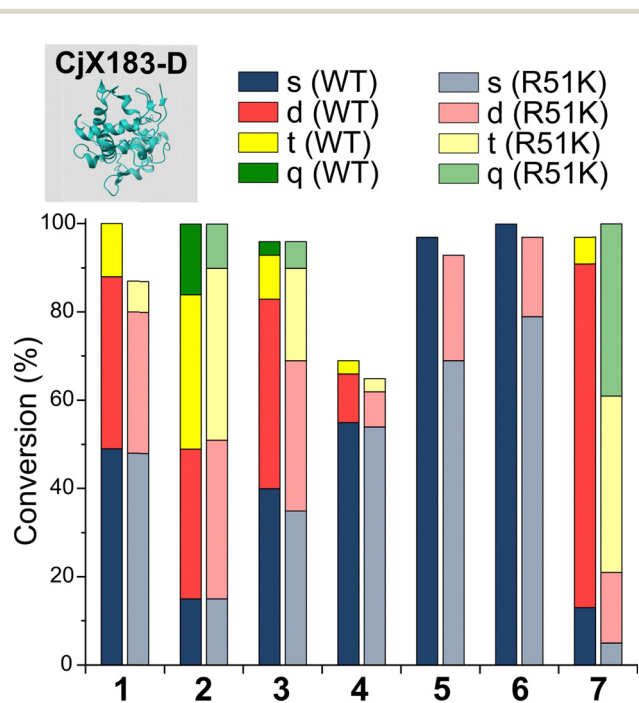 CjX183-D
s (WT)
d (WT)
t (WT)
q (WT)
s (R51K)
d (R51K)
t (R51K)
q (R51K)
Conversion (%)
100
80
60
40
20
0
1 2 3 4 5 6 7